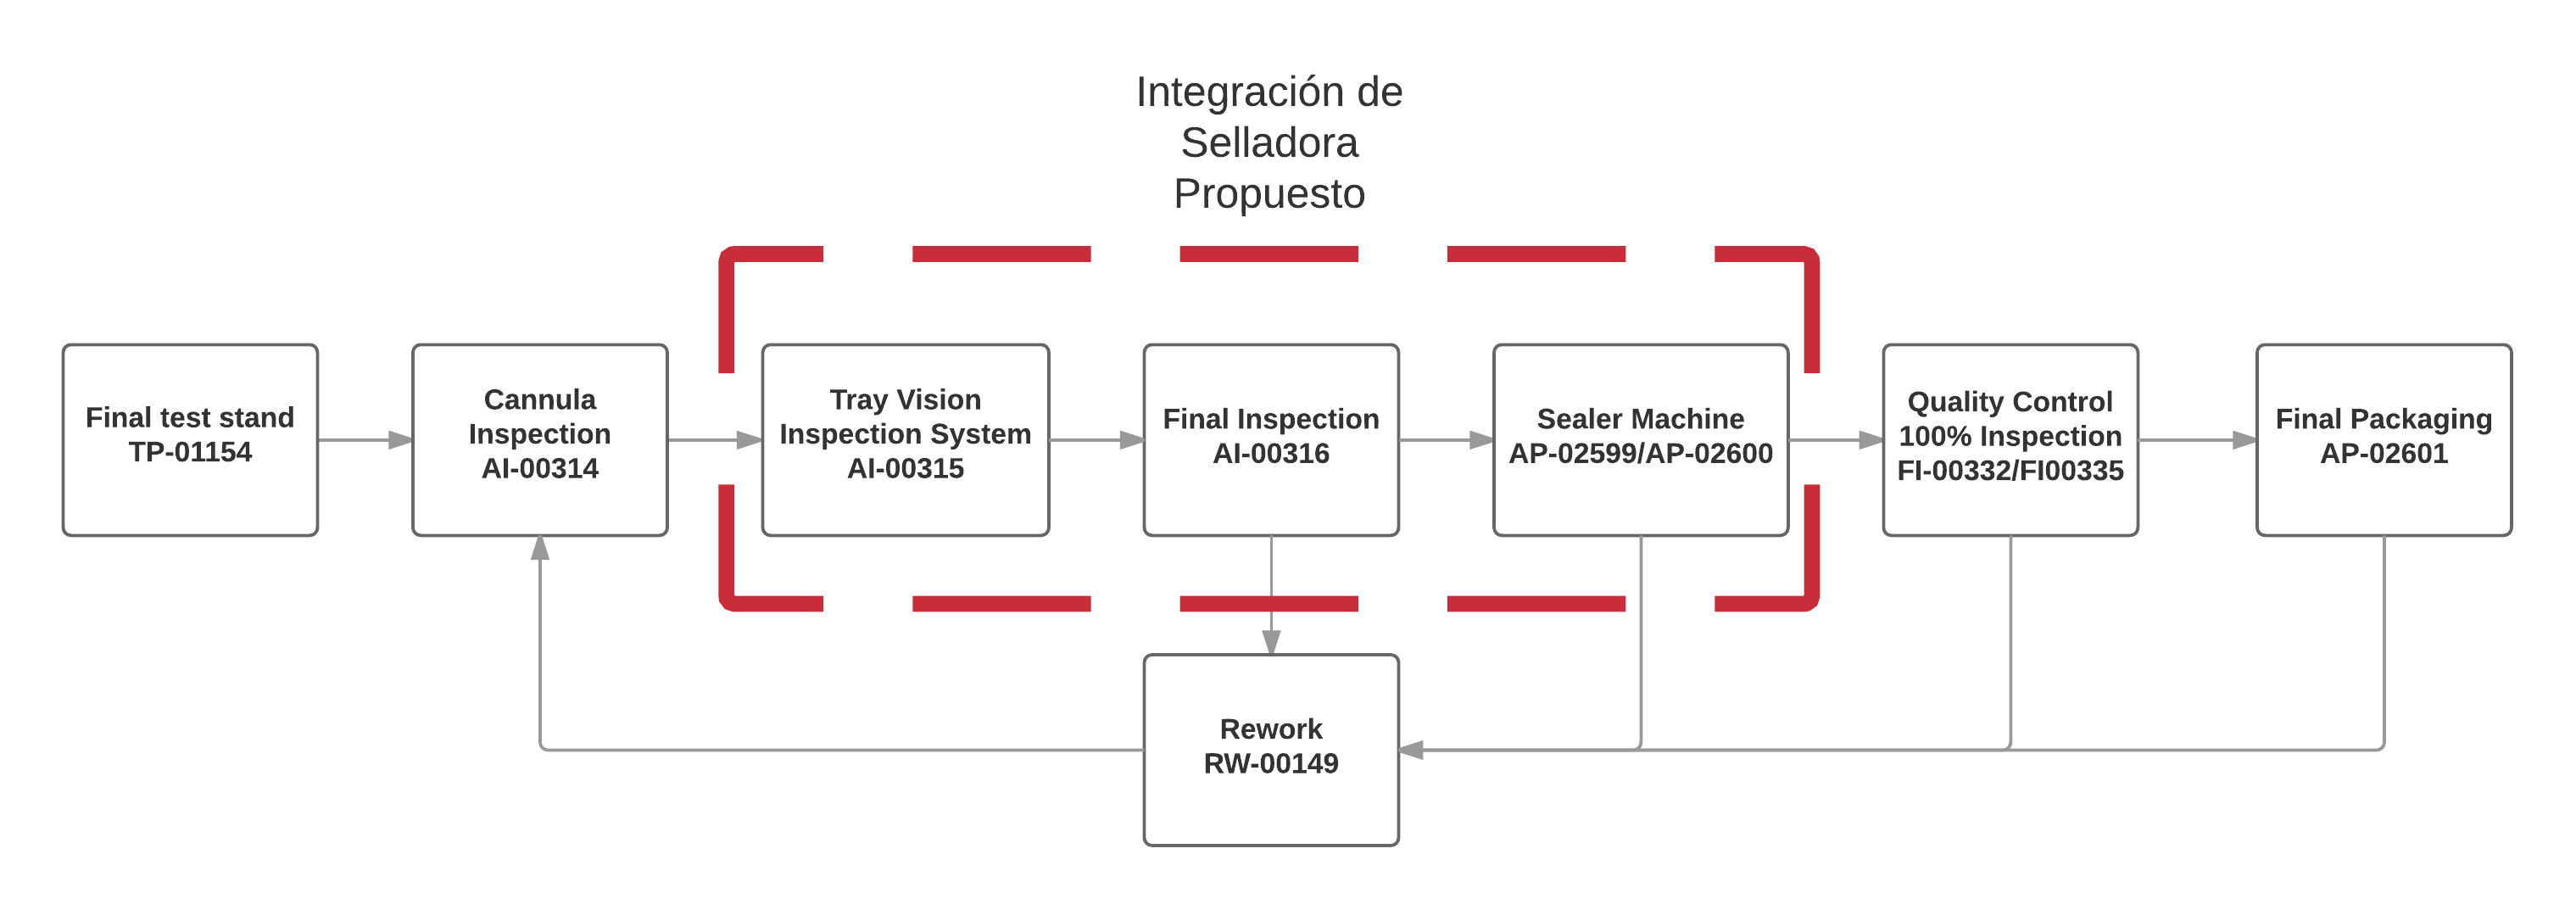 Integración de
Selladora
Propuesto
Final test stand
TP-01154
Cannula
Inspection
AI-00314
Tray Vision
Inspection System
AI-00315
Final Inspection
AI-00316
Sealer Machine
AP-02599/AP-02600
Quality Control
100% Inspection
FI-00332/FI00335
Final Packaging
AP-02601
Rework
RW-00149